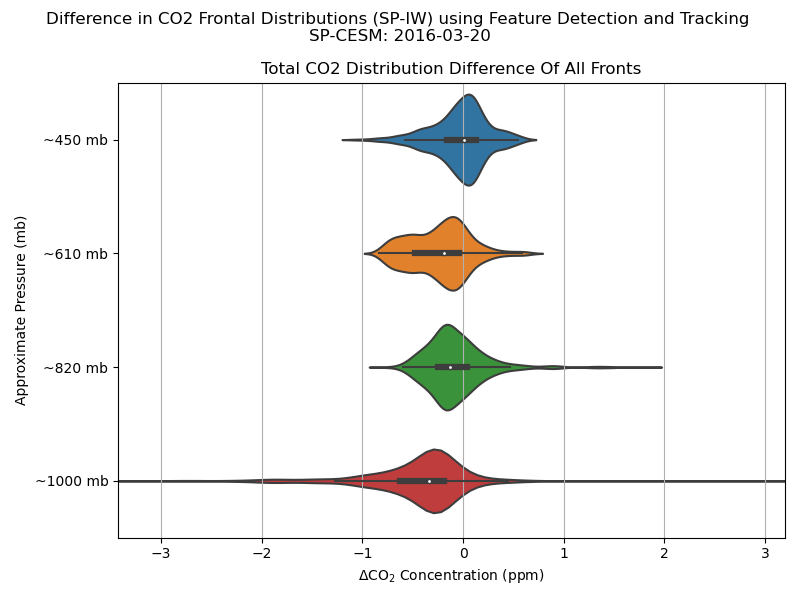 Difference in CO2 Frontal Distributions (SP-IW) using Feature Detection and Tracking
SP-CESM: 2016-03-20
Total CO2 Distribution Difference Of All Fronts
Approximate Pressure (mb)
~450 mb
~610 mb
~820 mb
~1000 mb
−3
−2
−1
0
1
2
3
ΔCO₂ Concentration (ppm)